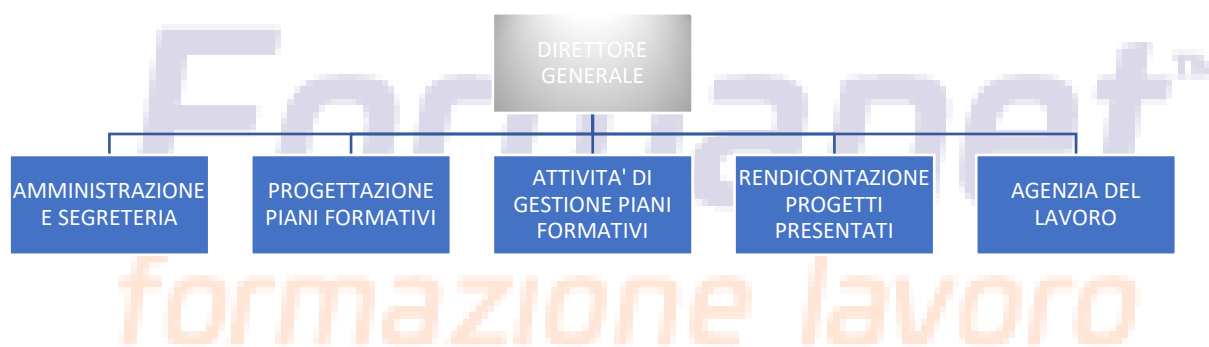 DIRETTORE
GENERALE
Formanet™
AMMINISTRAZIONE
E SEGRETERIA
PROGETTAZIONE
PIANI FORMATIVI
ATTIVITA' DI
GESTIONE PIANI
FORMATIVI
RENDICONTAZIONE
PROGETTI
PRESENTATI
AGENZIA DEL
LAVORO
formazione lavoro